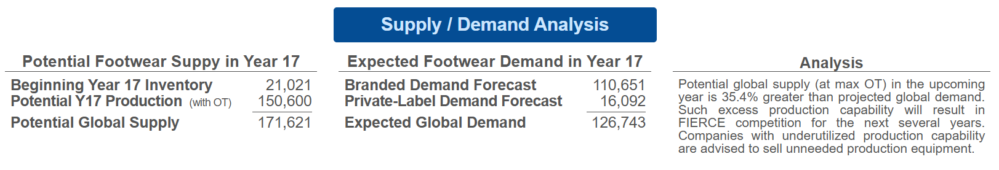 Supply / Demand Analysis
Potential Footwear Suppy in Year 17
Beginning Year 17 Inventory 21,021
Potential Y17 Production (with OT) 150,600
Potential Global Supply 171,621
Expected Footwear Demand in Year 17
Branded Demand Forecast 110,651
Private-Label Demand Forecast 16,092
Expected Global Demand 126,743
Analysis
Potential global supply (at max OT) in the upcoming
year is 35.4% greater than projected global demand.
Such excess production capability will result in
FIERCE competition for the next several years.
Companies with underutilized production capability
are advised to sell unneeded production equipment.